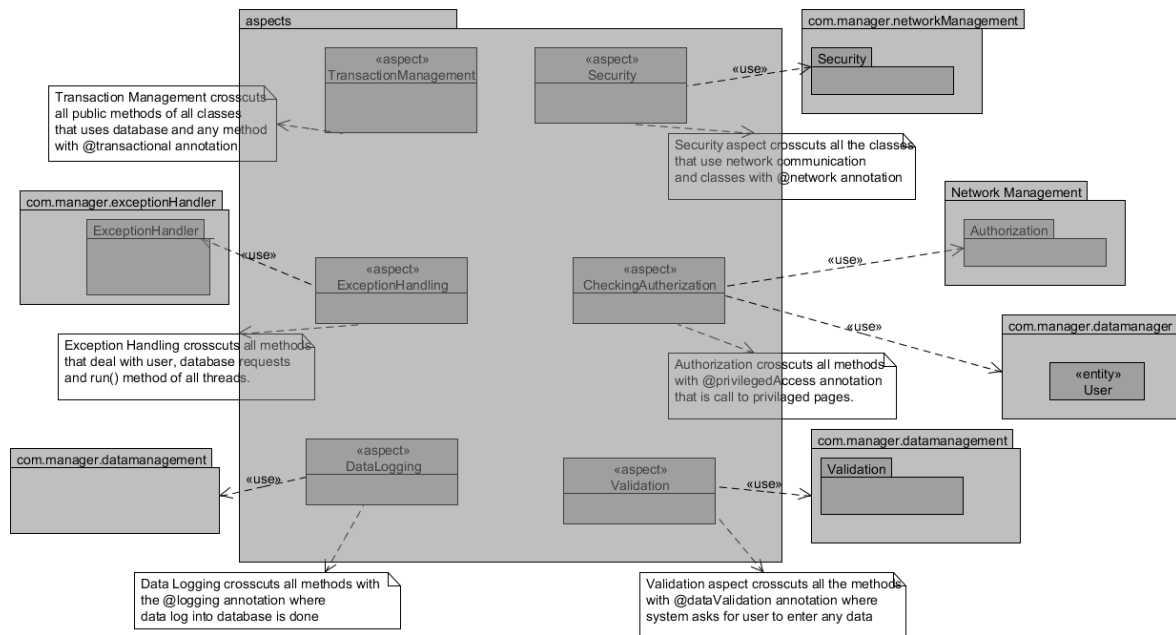 aspects
com.manager.networkManagement
«aspect»
TransactionManagement
«aspect»
Security
«use»
Security
Transaction Management crosscuts
all public methods of all classes
that uses database and any method
with @transactional annotation
Security aspect crosscuts all the classes
that use network communication
and classes with @network annotation
com.manager.exceptionHandler
ExceptionHandler
«use»
Network Management
Authorization
«use»
«aspect»
ExceptionHandling
«aspect»
CheckingAutherization
«use»
com.manager.datamanager
«entity»
User
Exception Handling crosscuts all methods
that deal with user, database requests
and run() method of all threads.
Authorization crosscuts all methods
with @privilegedAccess annotation
that is call to privilaged pages.
com.manager.datamanagement
«use»
«aspect»
DataLogging
«aspect»
Validation
«use»
com.manager.datamanagement
Validation
Data Logging crosscuts all methods with
the @logging annotation where
data log into database is done
Validation aspect crosscuts all the methods
with @dataValidation annotation where
system asks for user to enter any data